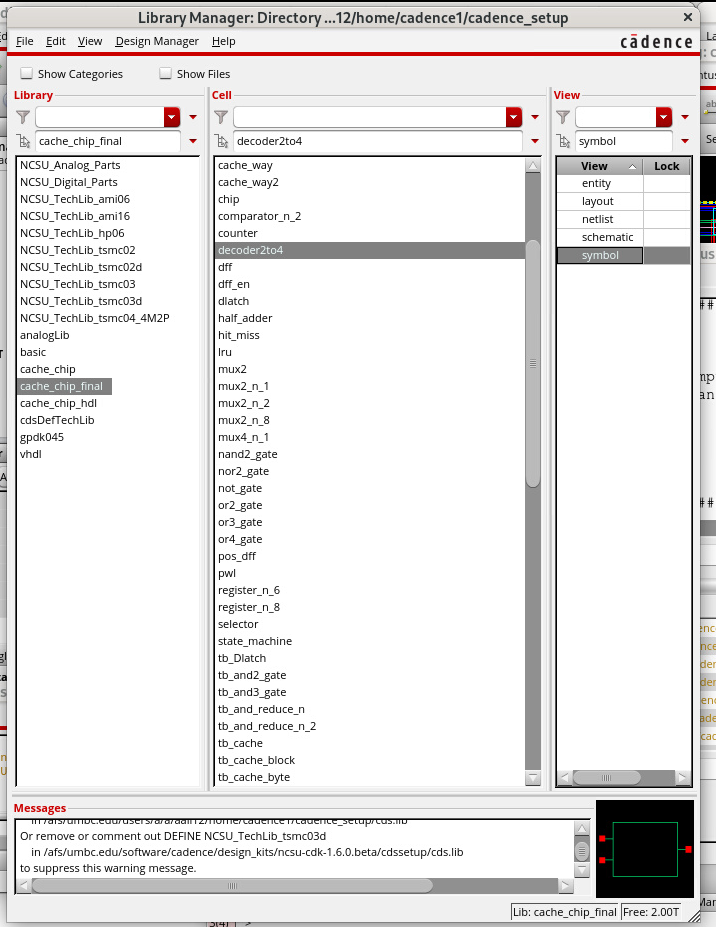 Library Manager: Directory ...12/home/cadence1/cadence_setup
File Edit View Design Manager Help
cādence
Show Categories Show Files
Library
cache_chip_final
NCSU_Analog_Parts
NCSU_Digital_Parts
NCSU_TechLib_ami06
NCSU_TechLib_ami16
NCSU_TechLib_hp06
NCSU_TechLib_tsmc02
NCSU_TechLib_tsmc02d
NCSU_TechLib_tsmc03
NCSU_TechLib_tsmc03d
NCSU_TechLib_tsmc04_4M2P
analogLib
basic
cache_chip
cache_chip_final
cache_chip_hdl
cdsDefTechLib
gpdk045
vhdl
Cell
decoder2to4
cache_way
cache_way2
chip
comparator_n_2
counter
decoder2to4
dff
dff_en
dlatch
half_adder
hit_miss
lru
mux2
mux2_n_1
mux2_n_2
mux2_n_8
mux4_n_1
nand2_gate
nor2_gate
not_gate
or2_gate
or3_gate
or4_gate
pos_dff
pwl
register_n_6
register_n_8
selector
state_machine
tb_Dlatch
tb_and2_gate
tb_and3_gate
tb_and_reduce_n
tb_and_reduce_n_2
tb_cache
tb_cache_block
tb_cache_byte
View
symbol
View Lock
entity
layout
netlist
schematic
symbol
Messages
Or remove or comment out DEFINE NCSU_TechLib_tsmc03d
in /afs/umbc.edu/software/cadence/design_kits/ncsu-cdk-1.6.0.beta/cdssetup/cds.lib
to suppress this warning message.
Lib: cache_chip_final Free: 2.00T